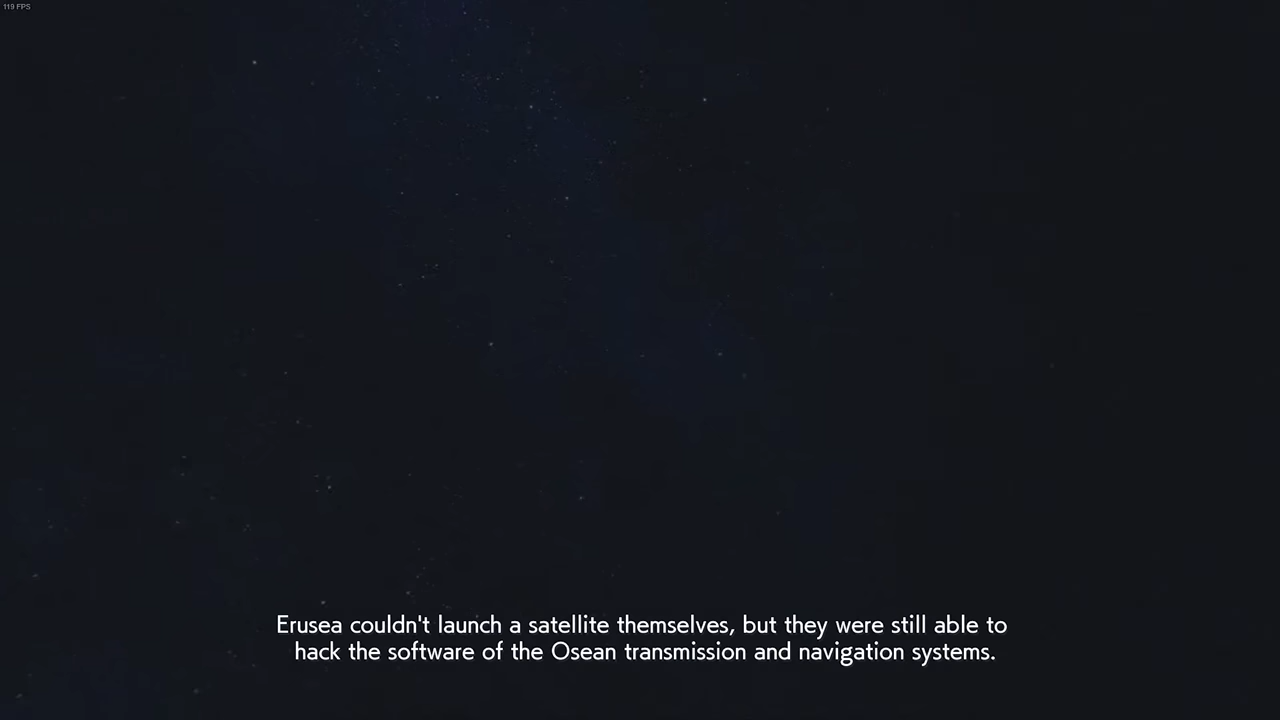 119 FPS
Erusea couldn't launch a satellite themselves, but they were still able to
hack the software of the Osean transmission and navigation systems.